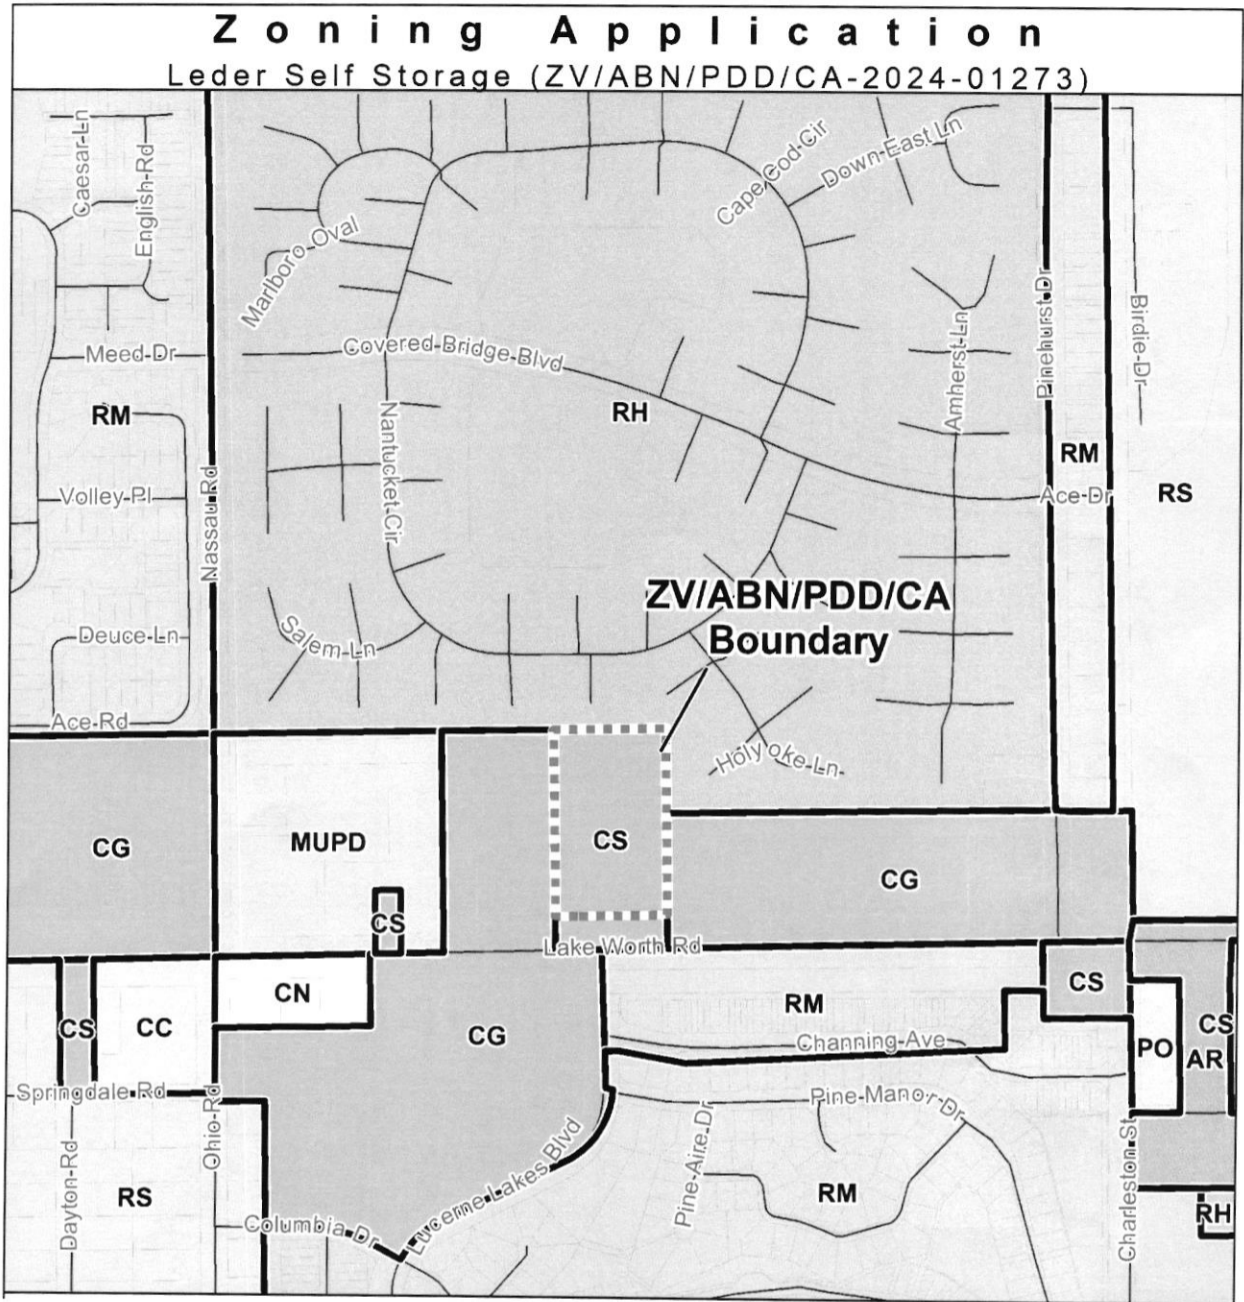 Zoning Application
Leder Self Storage (ZV/ABN/PDD/CA-2024-01273)
Caesar Ln
English Rd
Marlboro Oval
Cape Cod Cir
Down East Ln
Pinehurst Dr
Birdie Dr
Meed Dr
Covered Bridge Blvd
Amherst Ln
RM
Nantucket Cir
RH
RM
RS
Volley Pl
Nassau Rd
Ace Dr
ZV/ABN/PDD/CA
Boundary
Deuce Ln
Salem Ln
Ace Rd
Holyoke Ln
CG
MUPD
CS
CG
CS
Lake Worth Rd
CN
CS
CC
CG
RM
CS
CS
Channing Ave
PO
AR
Springdale Rd
Ohio Rd
Pine Manor Dr
Pine Aire Dr
Charleston St
Dayton Rd
RS
Lucerne Lakes Blvd
RM
RH
Columbia Dr